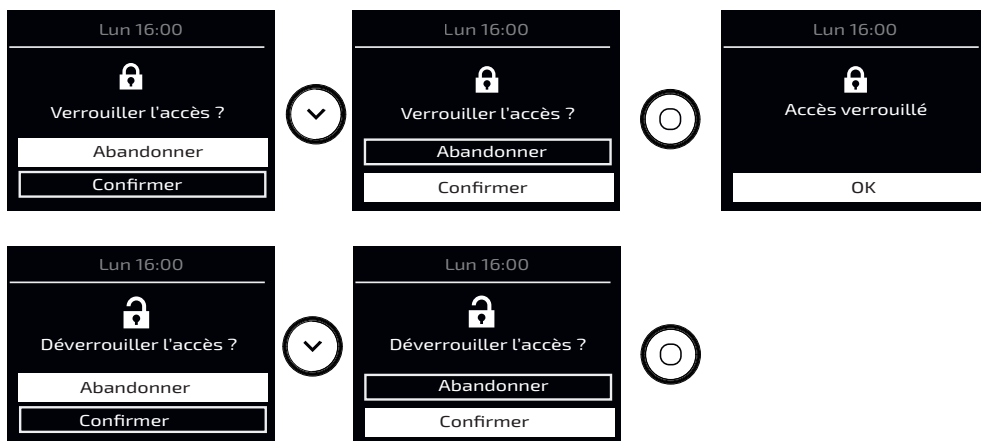 Lun 16:00
Verrouiller l'accès ?
Abandonner
Confirmer
Lun 16:00
Verrouiller l'accès ?
Abandonner
Confirmer
Lun 16:00
Accès verrouillé
OK
Lun 16:00
Déverrouiller l'accès ?
Abandonner
Confirmer
Lun 16:00
Déverrouiller l'accès ?
Abandonner
Confirmer